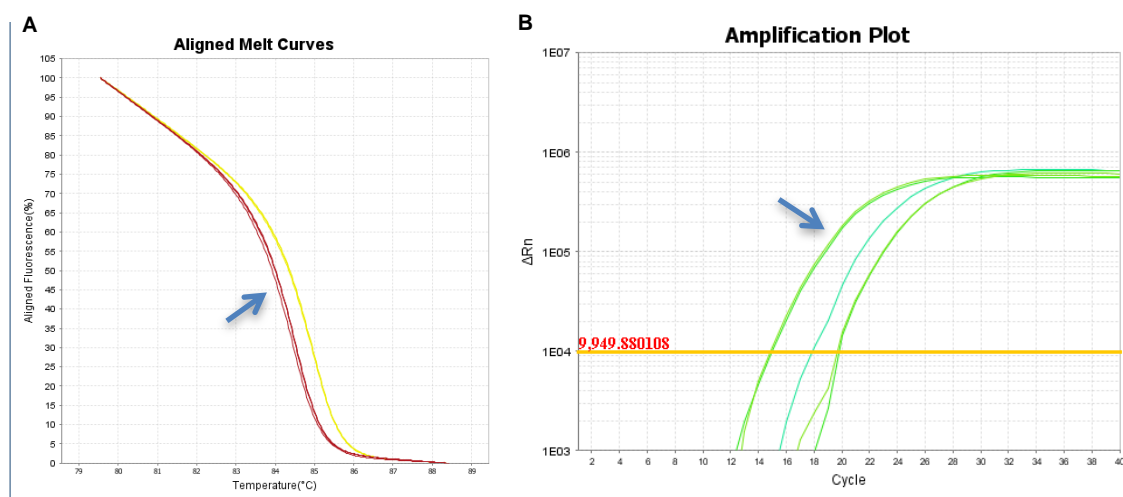 A
Aligned Melt Curves
105
100
95
90
85
80
75
70
65
60
55
50
45
40
35
30
25
20
15
10
5
0
Aligned Fluorescence(%)
79 80 81 82 83 84 85 86 87 88 89
Temperature(°C)
B
Amplification Plot
1E07
1E06
1E05
1E04
1E03
ΔRn
9,949.880108
2 4 6 8 10 12 14 16 18 20 22 24 26 28 30 32 34 36 38 40
Cycle